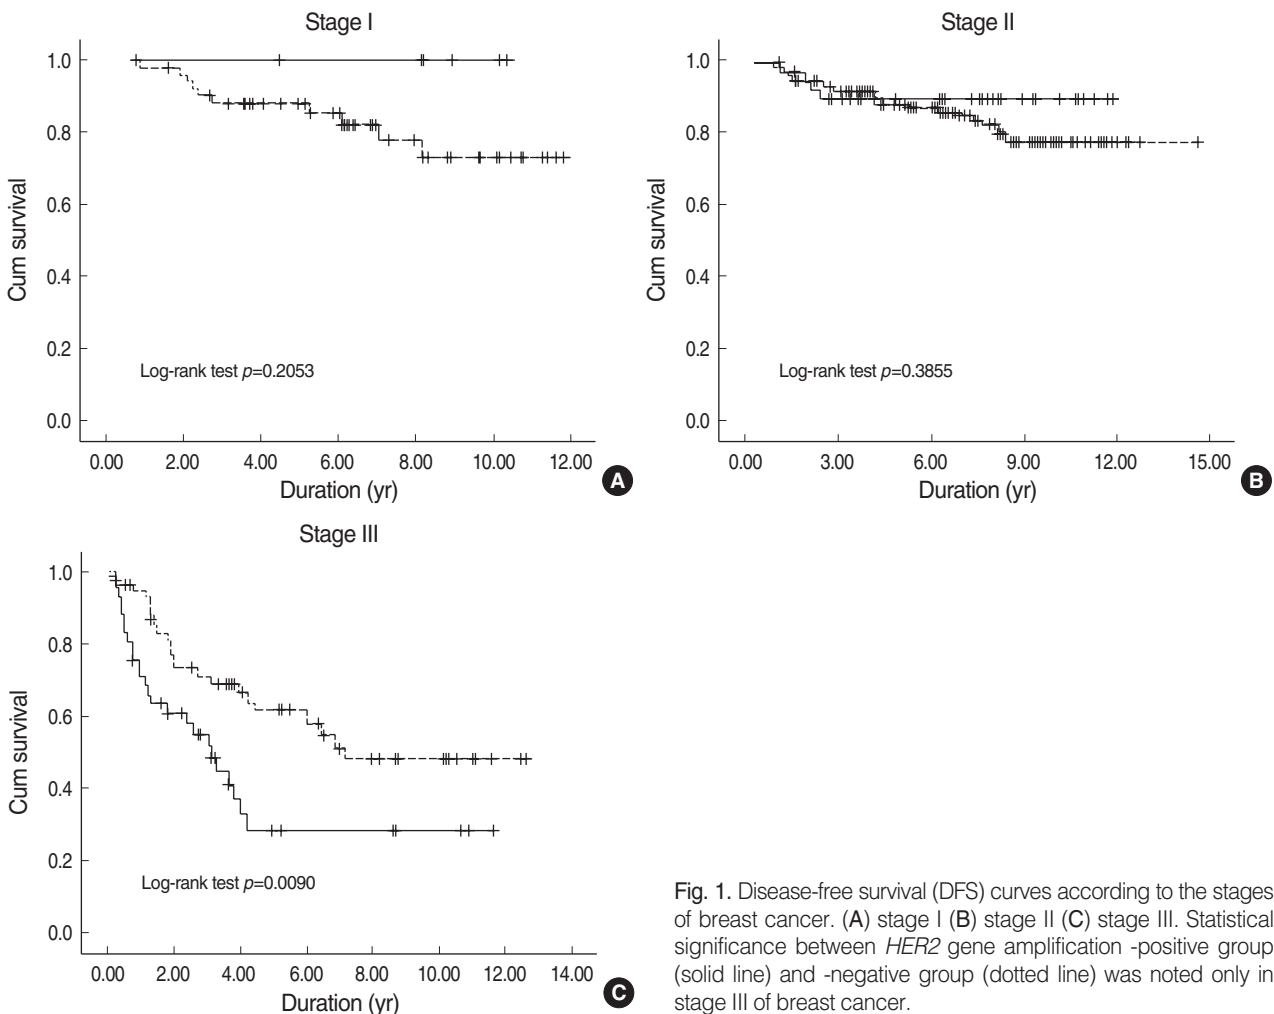 Stage I
1.0
0.8
0.6
0.4
0.2
0.0
Cum survival
Log-rank test p=0.2053
0.00 2.00 4.00 6.00 8.00 10.00 12.00
Duration (yr)
A
Stage II
1.0
0.8
0.6
0.4
0.2
0.0
Cum survival
Log-rank test p=0.3855
0.00 3.00 6.00 9.00 12.00 15.00
Duration (yr)
B
Stage III
1.0
0.8
0.6
0.4
0.2
0.0
Cum survival
Log-rank test p=0.0090
0.00 2.00 4.00 6.00 8.00 10.00 12.00 14.00
Duration (yr)
C
Fig. 1. Disease-free survival (DFS) curves according to the stages
of breast cancer. (A) stage I (B) stage II (C) stage III. Statistical
significance between HER2 gene amplification -positive group
(solid line) and -negative group (dotted line) was noted only in
stage III of breast cancer.